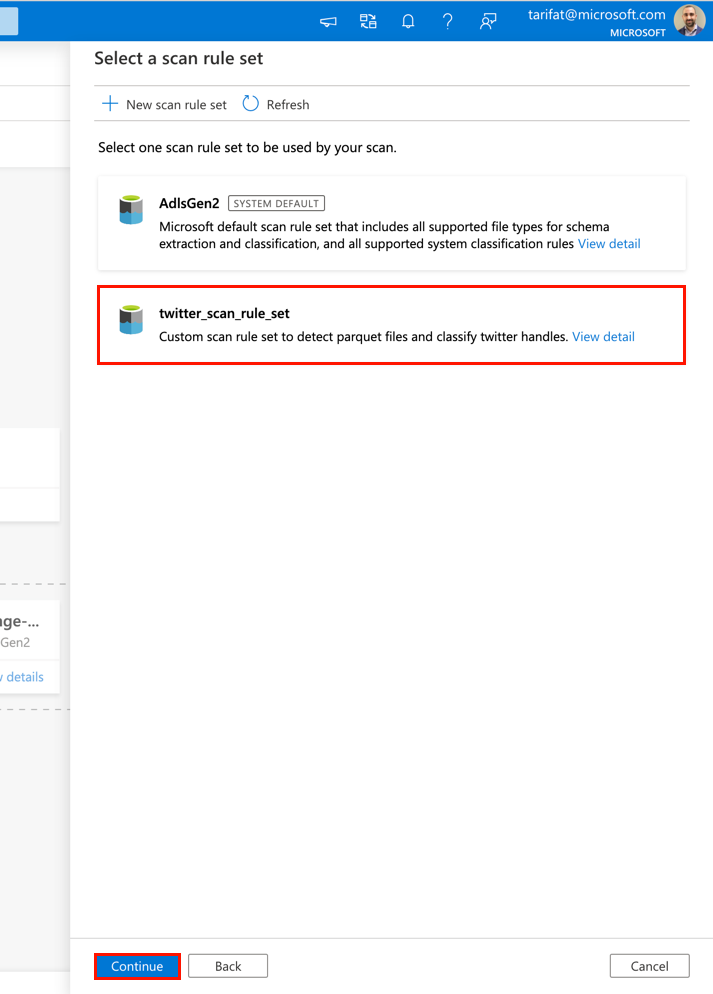 tarifat@microsoft.com
MICROSOFT
Select a scan rule set
New scan rule set
Refresh
Select one scan rule set to be used by your scan.
AdlsGen2 SYSTEM DEFAULT
Microsoft default scan rule set that includes all supported file types for schema
extraction and classification, and all supported system classification rules View detail
twitter_scan_rule_set
Custom scan rule set to detect parquet files and classify twitter handles. View detail
age-...
Gen2
details
Continue
Back
Cancel